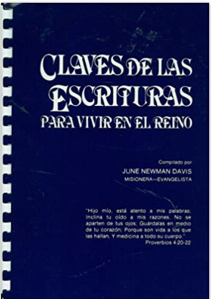 CLAVES DE LAS
ESCRITURAS
PARA VIVIR EN EL REINO
Compilado por
JUNE NEWMAN DAVIS
MISIONERA—EVANGELISTA
"Hijo mío, está atento a mis palabras;
Inclina tu oído a mis razones. No se
aparten de tus ojos; Guárdalas en medio
de tu corazón; Porque son vida a los que
las hallan, Y medicina a todo su cuerpo."
Proverbios 4:20-22